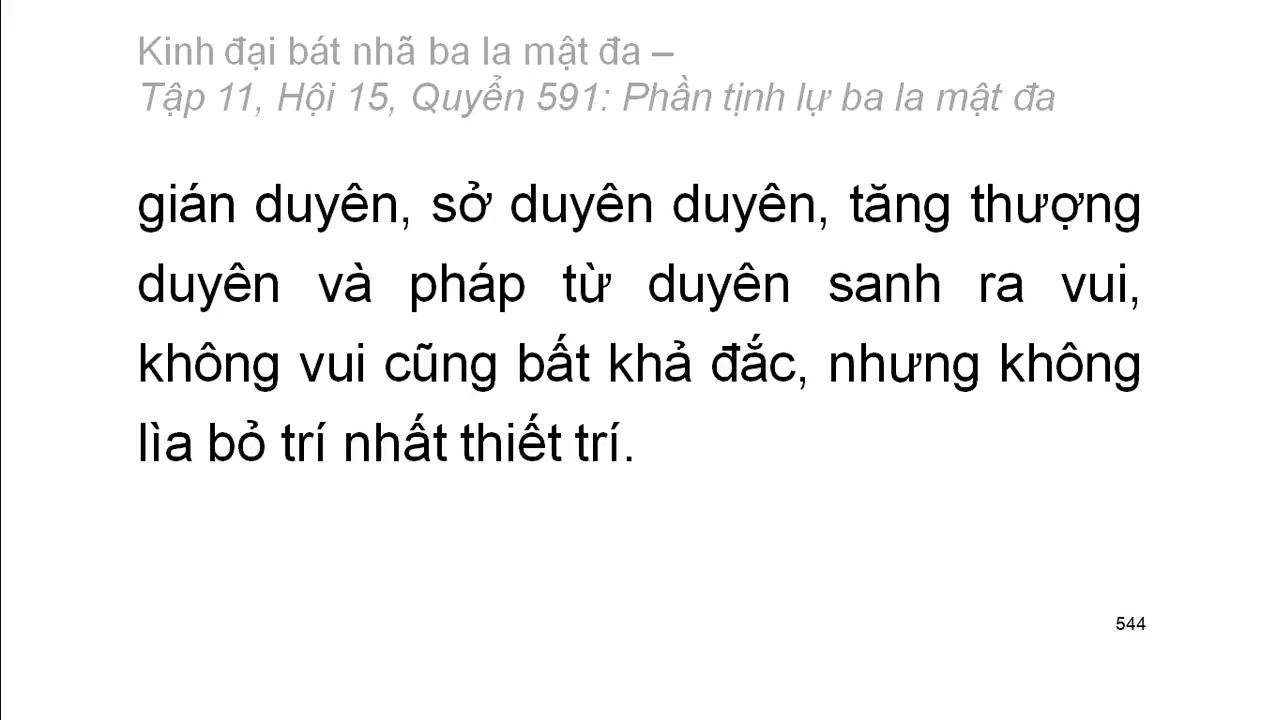 Kinh đại bát nhã ba la mật đa –
Tập 11, Hội 15, Quyển 591: Phần tịnh lự ba la mật đa
gián duyên, sở duyên duyên, tăng thượng
duyên và pháp từ duyên sanh ra vui,
không vui cũng bất khả đắc, nhưng không
lìa bỏ trí nhất thiết trí.
544